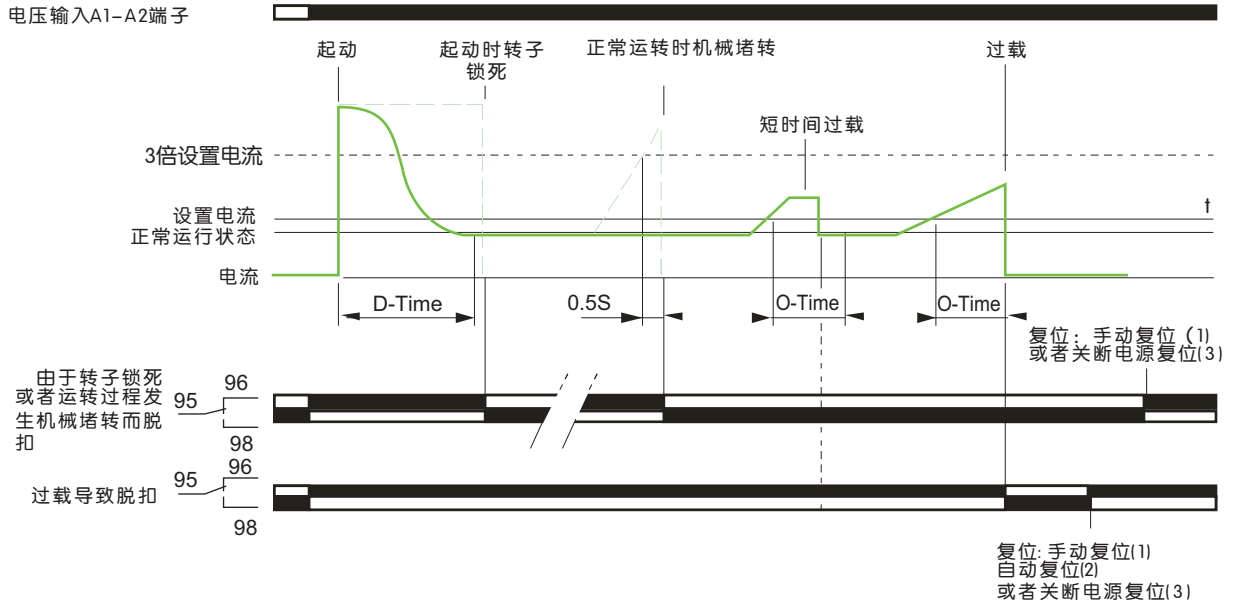 电压输入A1-A2端子
起动
起动时转子
锁死
正常运转时机械堵转
过载
短时间过载
3倍设置电流
设置电流
t
正常运行状态
电流
D-Time
0.5S
O-Time
O-Time
复位：手动复位（1)
或者关断电源复位(3)
由于转子锁死
或者运转过程发
生机械堵转而脱
扣
95
96
98
过载导致脱扣
95
96
98
复位: 手动复位(1)
自动复位(2)
或者关断电源复位(3)